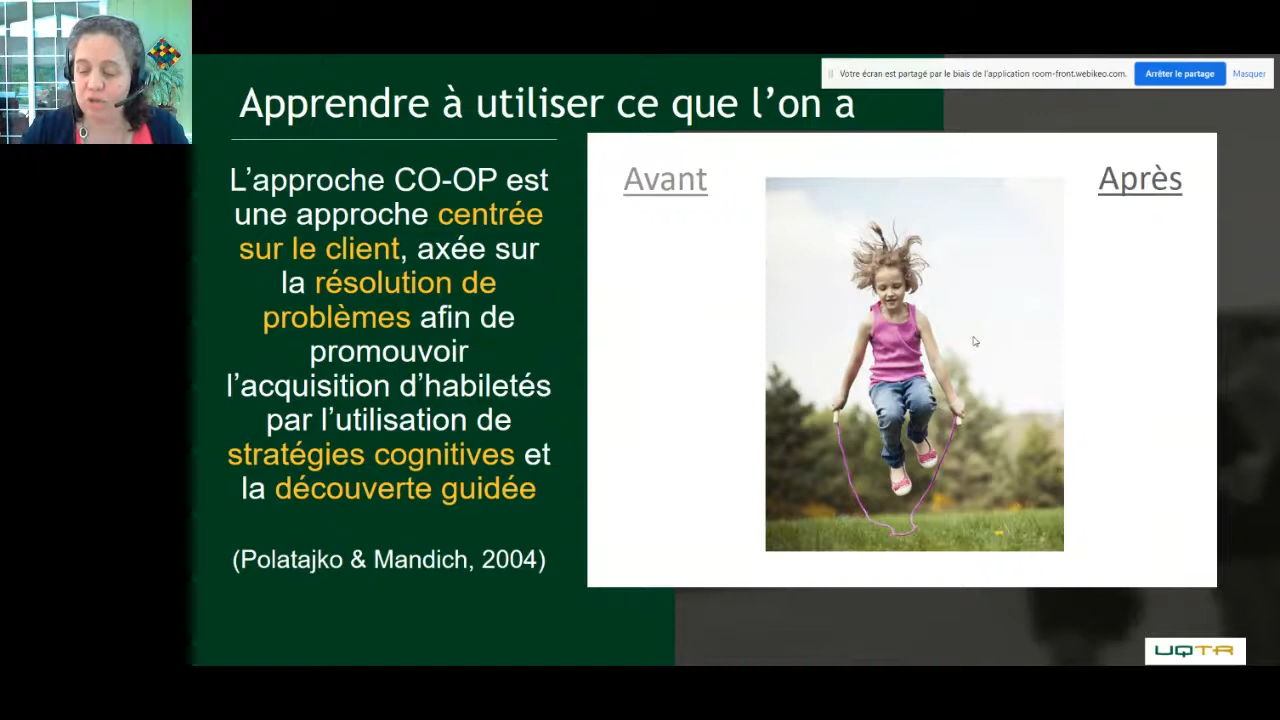 Votre écran est partagé par le biais de l'application room-front.webikeo.com.
Arrêter le partage
Masquer
Apprendre à utiliser ce que l'on a
L'approche CO-OP est
une approche centrée
sur le client, axée sur
la résolution de
problèmes afin de
promouvoir
l'acquisition d'habiletés
par l'utilisation de
stratégies cognitives et
la découverte guidée
(Polatajko & Mandich, 2004)
Avant
Après
UQTR